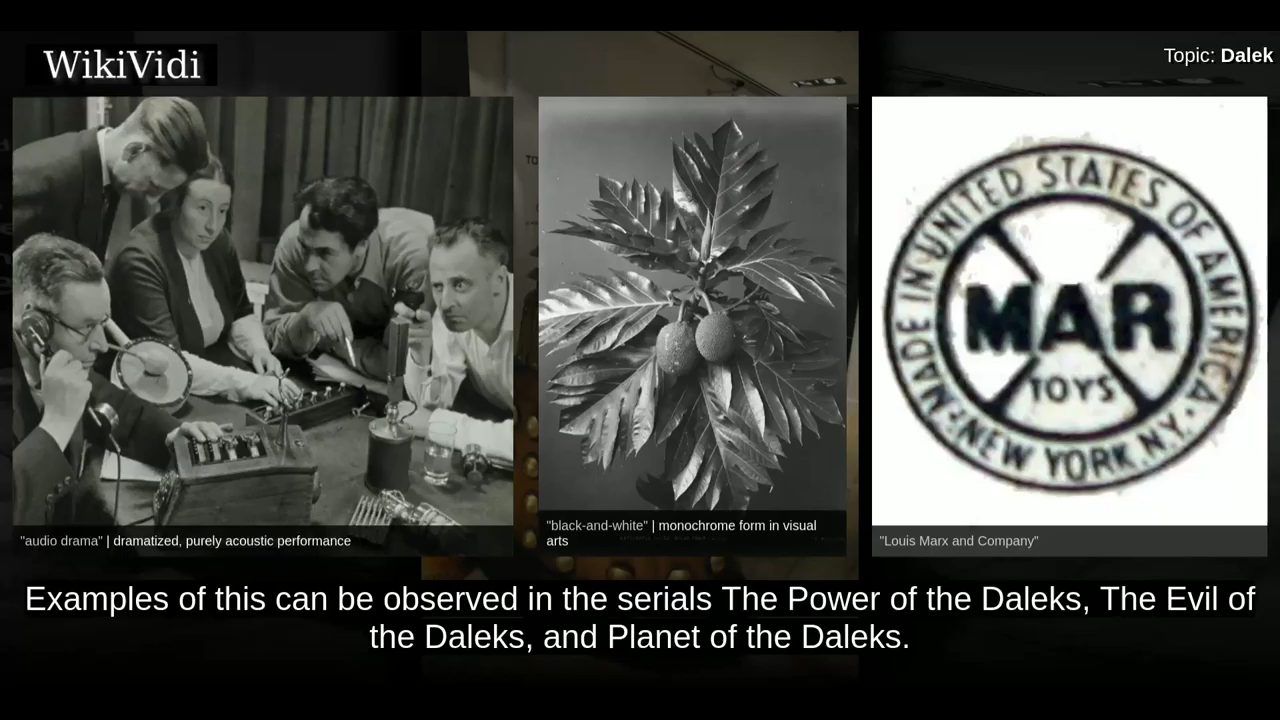 WikiVidi
Topic: Dalek
MADE IN UNITED STATES OF AMERICA
MAR
TOYS
NEW YORK, N.Y.
"audio drama" | dramatized, purely acoustic performance
"black-and-white" | monochrome form in visual
arts
"Louis Marx and Company"
Examples of this can be observed in the serials The Power of the Daleks, The Evil of
the Daleks, and Planet of the Daleks.